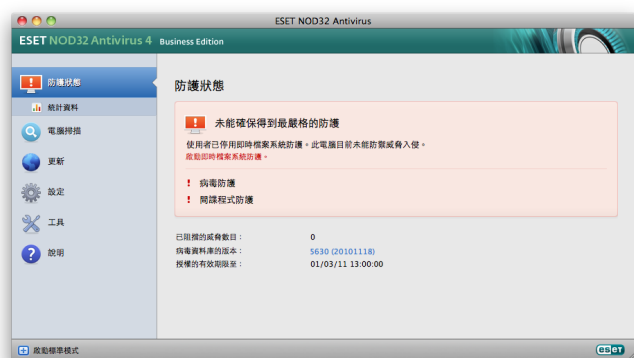 ESET NOD32 Antivirus
ESET NOD32 Antivirus 4 Business Edition
防護狀態
統計資料
電腦掃描
更新
設定
工具
說明
防護狀態
未能確保得到最嚴格的防護
使用者已停用即時檔案系統防護。此電腦目前未能防禦威脅入侵。
啟動即時檔案系統防護。
病毒防護
間諜程式防護
已阻擋的威脅數目： 0
病毒資料庫的版本： 5630 (20101118)
授權的有效期限至： 01/03/11 13:00:00
啟動標準模式
eset